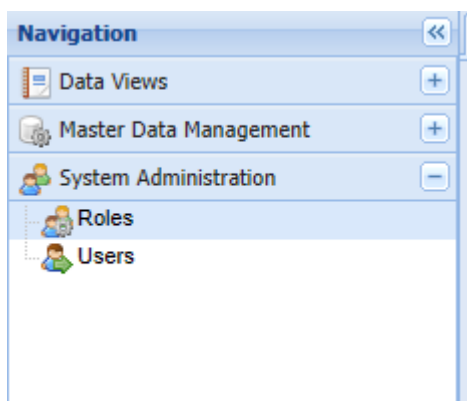 Navigation
Data Views
Master Data Management
System Administration
Roles
Users